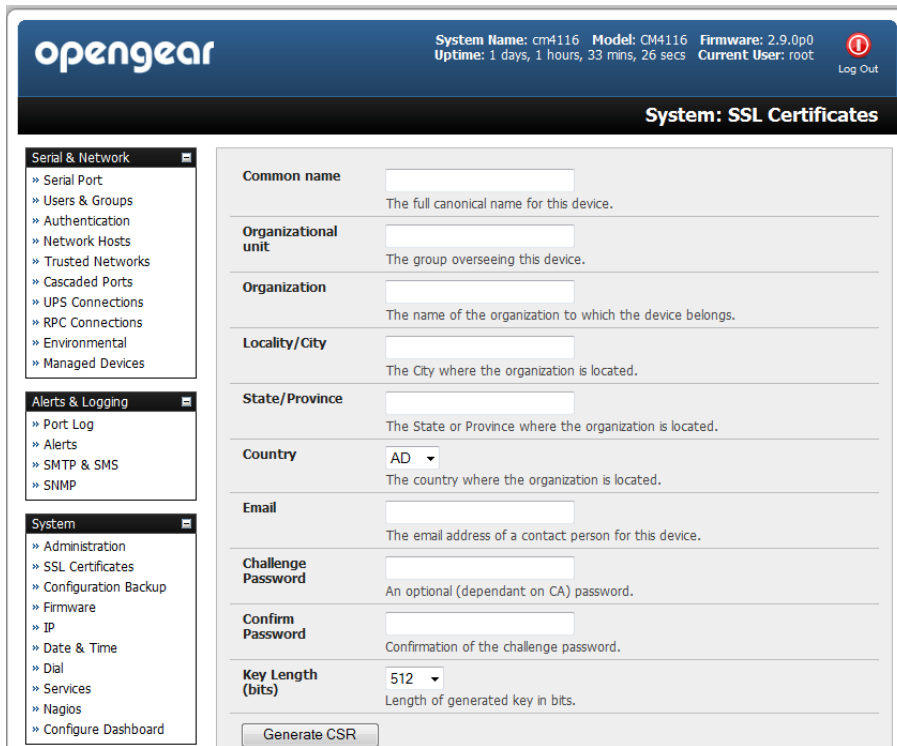 opengear
System Name: cm4116 Model: CM4116 Firmware: 2.9.0p0
Uptime: 1 days, 1 hours, 33 mins, 26 secs Current User: root
Log Out
System: SSL Certificates
Serial & Network
» Serial Port
» Users & Groups
» Authentication
» Network Hosts
» Trusted Networks
» Cascaded Ports
» UPS Connections
» RPC Connections
» Environmental
» Managed Devices
Alerts & Logging
» Port Log
» Alerts
» SMTP & SMS
» SNMP
System
» Administration
» SSL Certificates
» Configuration Backup
» Firmware
» IP
» Date & Time
» Dial
» Services
» Nagios
» Configure Dashboard
Common name
The full canonical name for this device.
Organizational
unit
The group overseeing this device.
Organization
The name of the organization to which the device belongs.
Locality/City
The City where the organization is located.
State/Province
The State or Province where the organization is located.
Country
AD
The country where the organization is located.
Email
The email address of a contact person for this device.
Challenge
Password
An optional (dependant on CA) password.
Confirm
Password
Confirmation of the challenge password.
Key Length
(bits)
512
Length of generated key in bits.
Generate CSR